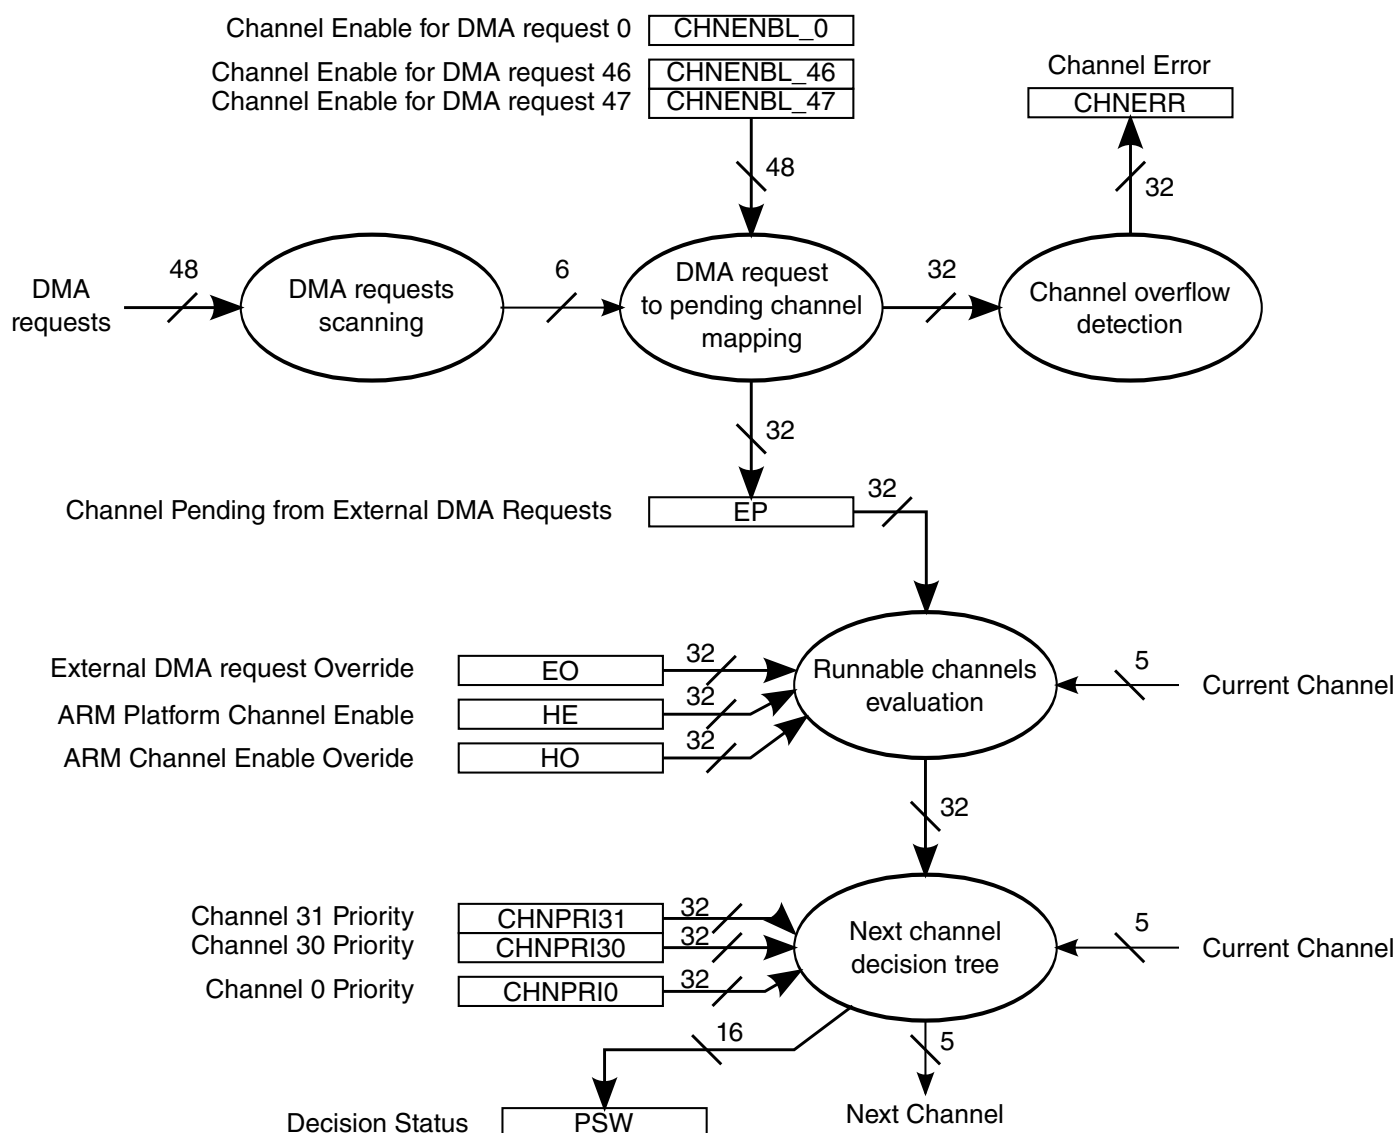 Channel Enable for DMA request 0 CHNENBL_0
Channel Enable for DMA request 46 CHNENBL_46
Channel Enable for DMA request 47 CHNENBL_47
Channel Error
CHNERR
48
32
DMA
requests
48
DMA requests
scanning
6
DMA request
to pending channel
mapping
32
Channel overflow
detection
32
Channel Pending from External DMA Requests EP 32
External DMA request Override EO 32
ARM Platform Channel Enable HE 32
ARM Channel Enable Overide HO 32
Runnable channels
evaluation
5
Current Channel
32
Channel 31 Priority CHNPRI31 32
Channel 30 Priority CHNPRI30 32
Channel 0 Priority CHNPRI0 32
Next channel
decision tree
5
Current Channel
16
5
Decision Status PSW
Next Channel